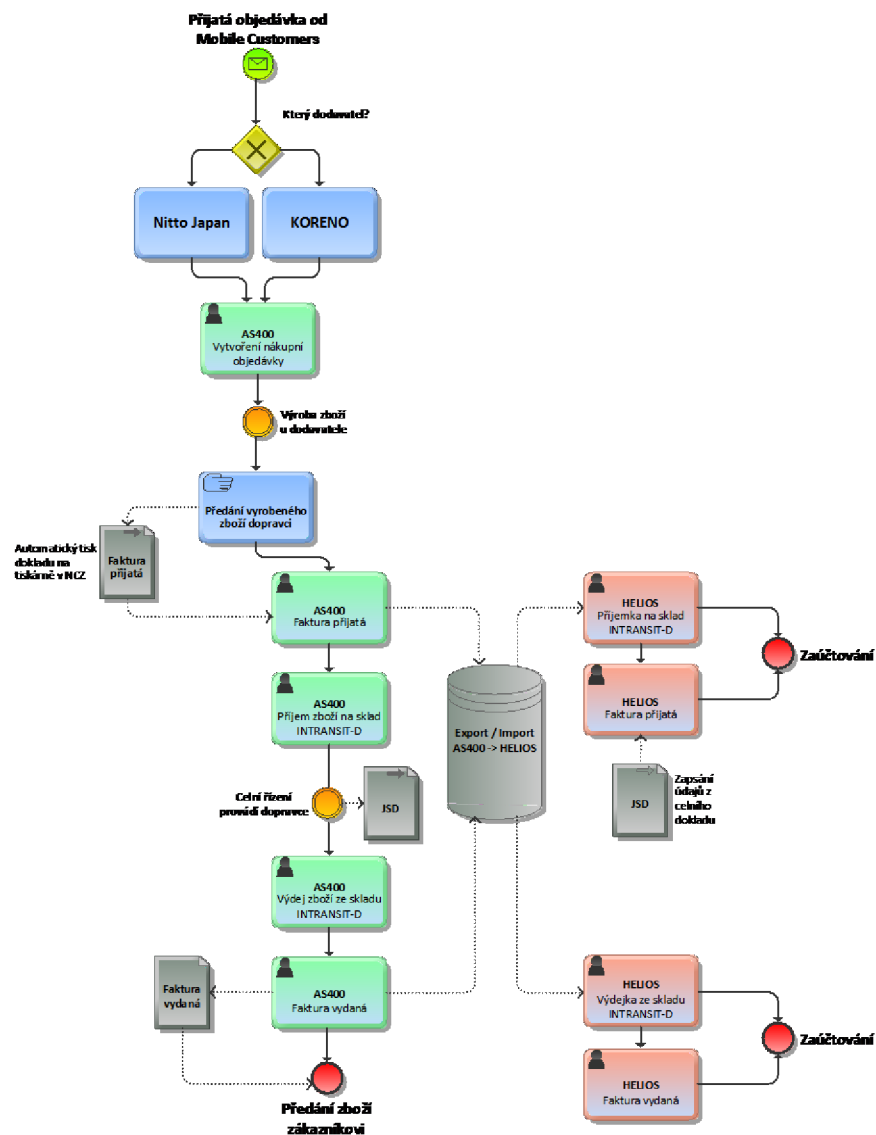 Přijatá objedávka od
Mobile Customers
Který dodavatel?
Nitto Japan
KORENO
AS400
Vytvoření nákupní
objedávky
Výroba zboží
u dodavatele
Předání vyrobeného
zboží dopravci
Automatický tisk
dokladu na
tiskárně v NCZ
Faktura
přijatá
AS400
Faktura přijatá
HELIOS
Příjemka na sklad
INTRANSIT-D
Zaúčtování
AS400
Příjem zboží na sklad
INTRANSIT-D
Export / Import
AS400 -> HELIOS
HELIOS
Faktura přijatá
Celní řízení
provádí dopravce
JSD
JSD
Zapsání
údajů z
celního
dokladu
AS400
Výdej zboží ze skladu
INTRANSIT-D
Faktura
vydaná
AS400
Faktura vydaná
HELIOS
Výdejka ze skladu
INTRANSIT-D
Zaúčtování
HELIOS
Faktura vydaná
Předání zboží
zákazníkovi